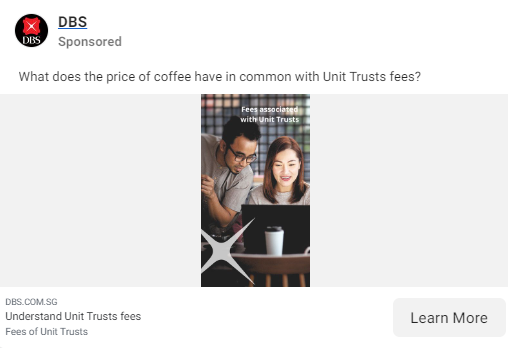 DBS
Sponsored
DBS
What does the price of coffee have in common with Unit Trusts fees?
Fees associated
with Unit Trusts
DBS.COM.SG
Understand Unit Trusts fees
Fees of Unit Trusts
Learn More